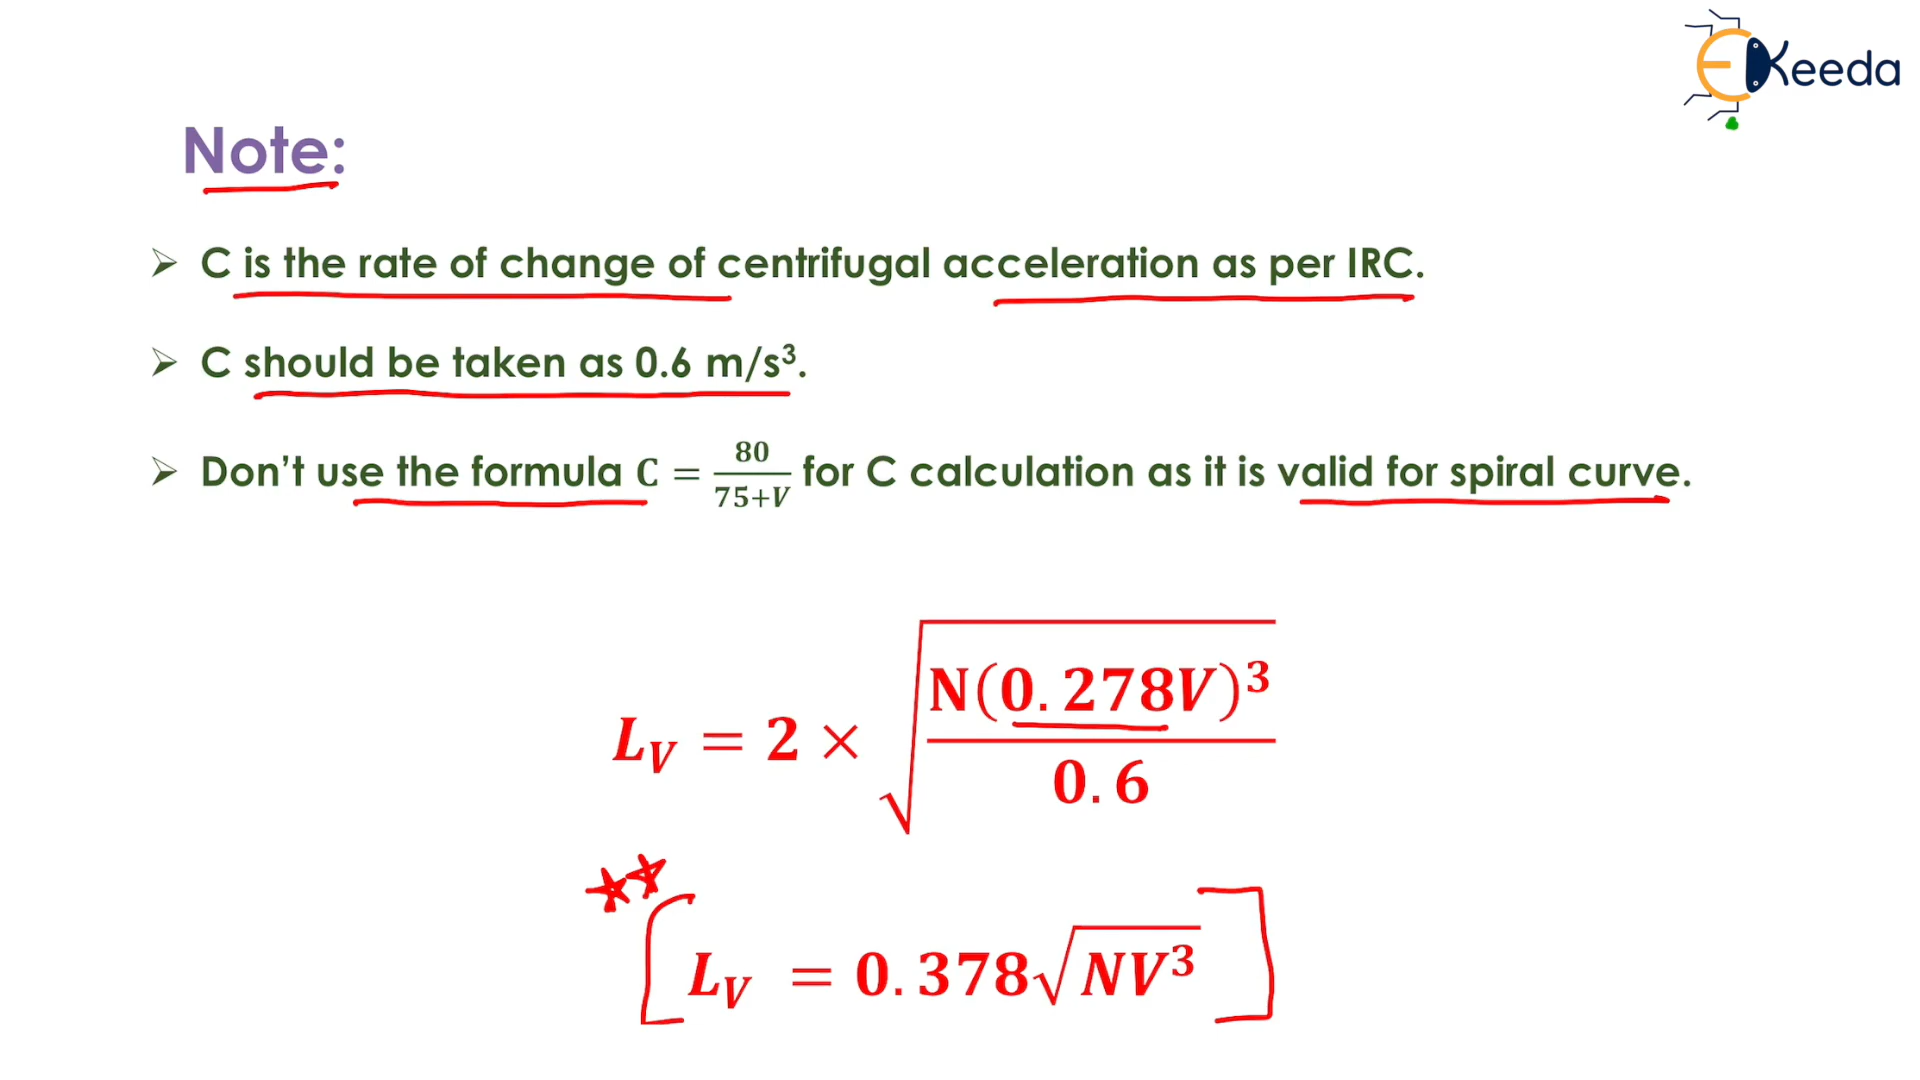 EKeeda
Note:
➢ C is the rate of change of centrifugal acceleration as per IRC.
➢ C should be taken as 0.6 m/s³.
➢ Don’t use the formula C = 80/(75+V) for C calculation as it is valid for spiral curve.
L_V = 2 × √(N(0.278V)³/0.6)
L_V = 0.378√(NV³)